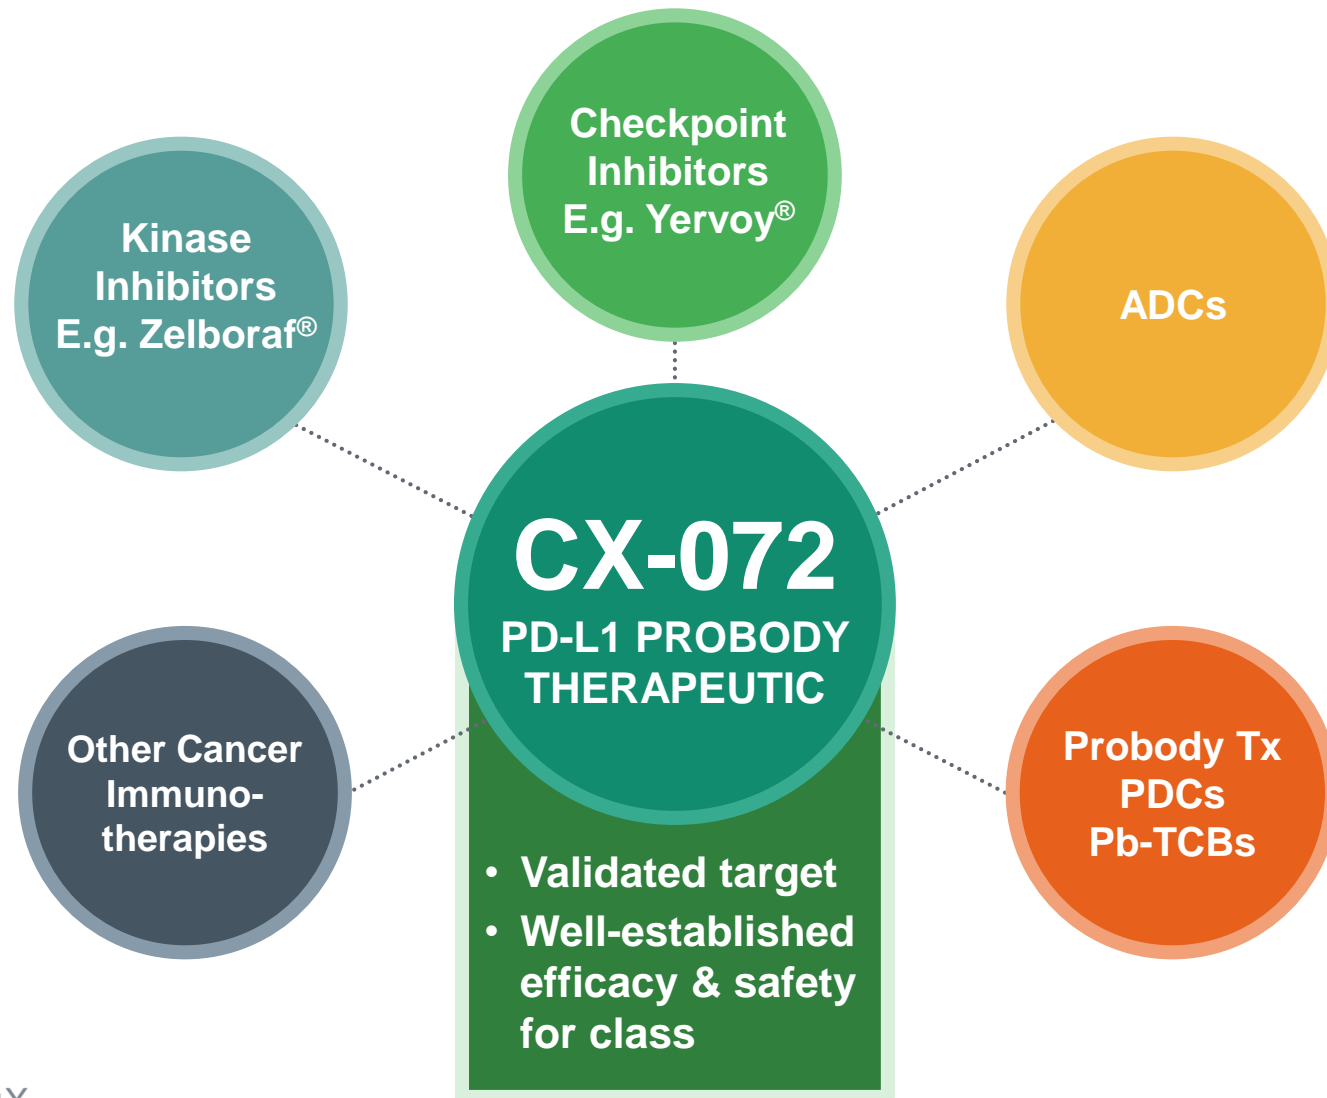 Checkpoint
Inhibitors
E.g. Yervoy®
Kinase
Inhibitors
E.g. Zelboraf®
ADCs
CX-072
PD-L1 PROBODY
THERAPEUTIC
Other Cancer
Immuno-
therapies
Probody Tx
PDCs
Pb-TCBs
• Validated target
• Well-established
efficacy & safety
for class